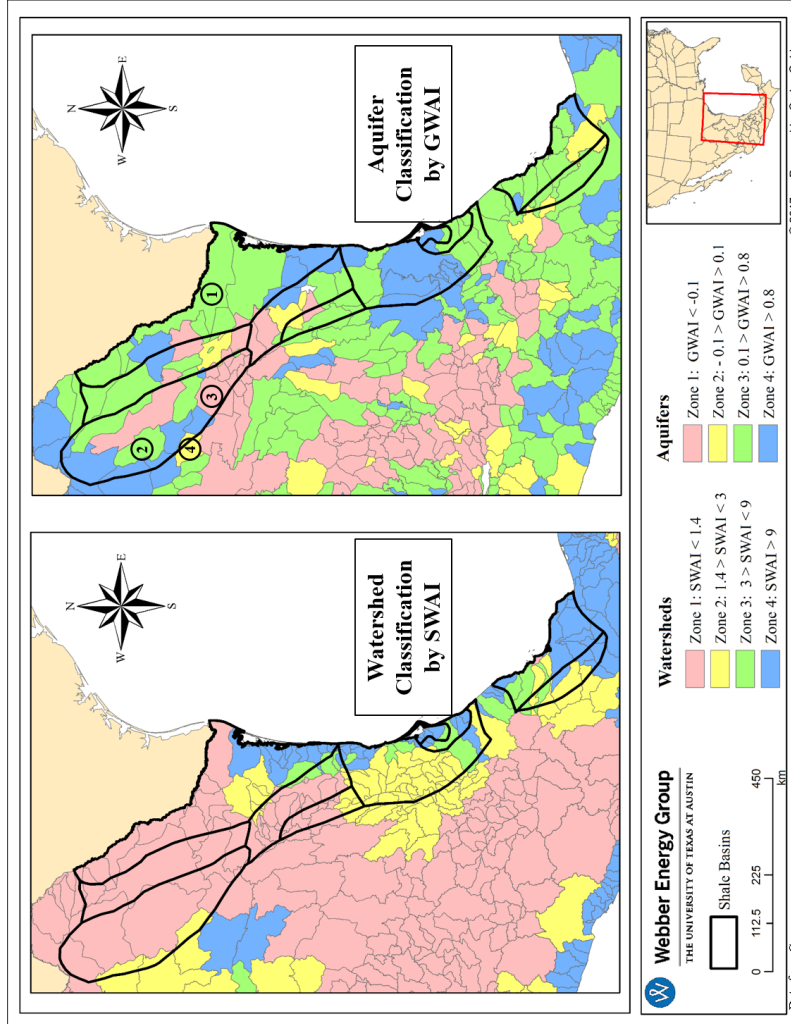 N
W
E
S
Watershed
Classification
by SWAI
N
W
E
S
1
2
3
4
Aquifer
Classification
by GWAI
Webber Energy Group
THE UNIVERSITY OF TEXAS AT AUSTIN
Shale Basins
0 112.5 225 450
km
Watersheds
Zone 1: SWAI < 1.4
Zone 2: 1.4 > SWAI < 3
Zone 3: 3 > SWAI < 9
Zone 4: SWAI > 9
Aquifers
Zone 1: GWAI < -0.1
Zone 2: - 0.1 > GWAI > 0.1
Zone 3: 0.1 > GWAI > 0.8
Zone 4: GWAI > 0.8